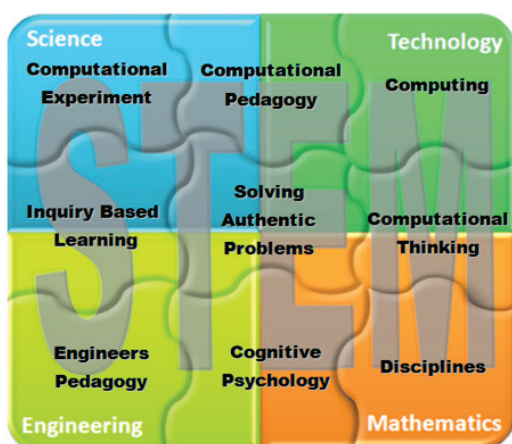 Science
Technology
Computational
Experiment
Computational
Pedagogy
Computing
STEM
Inquiry Based
Learning
Solving
Authentic
Problems
Computational
Thinking
Engineers
Pedagogy
Cognitive
Psychology
Disciplines
Engineering
Mathematics